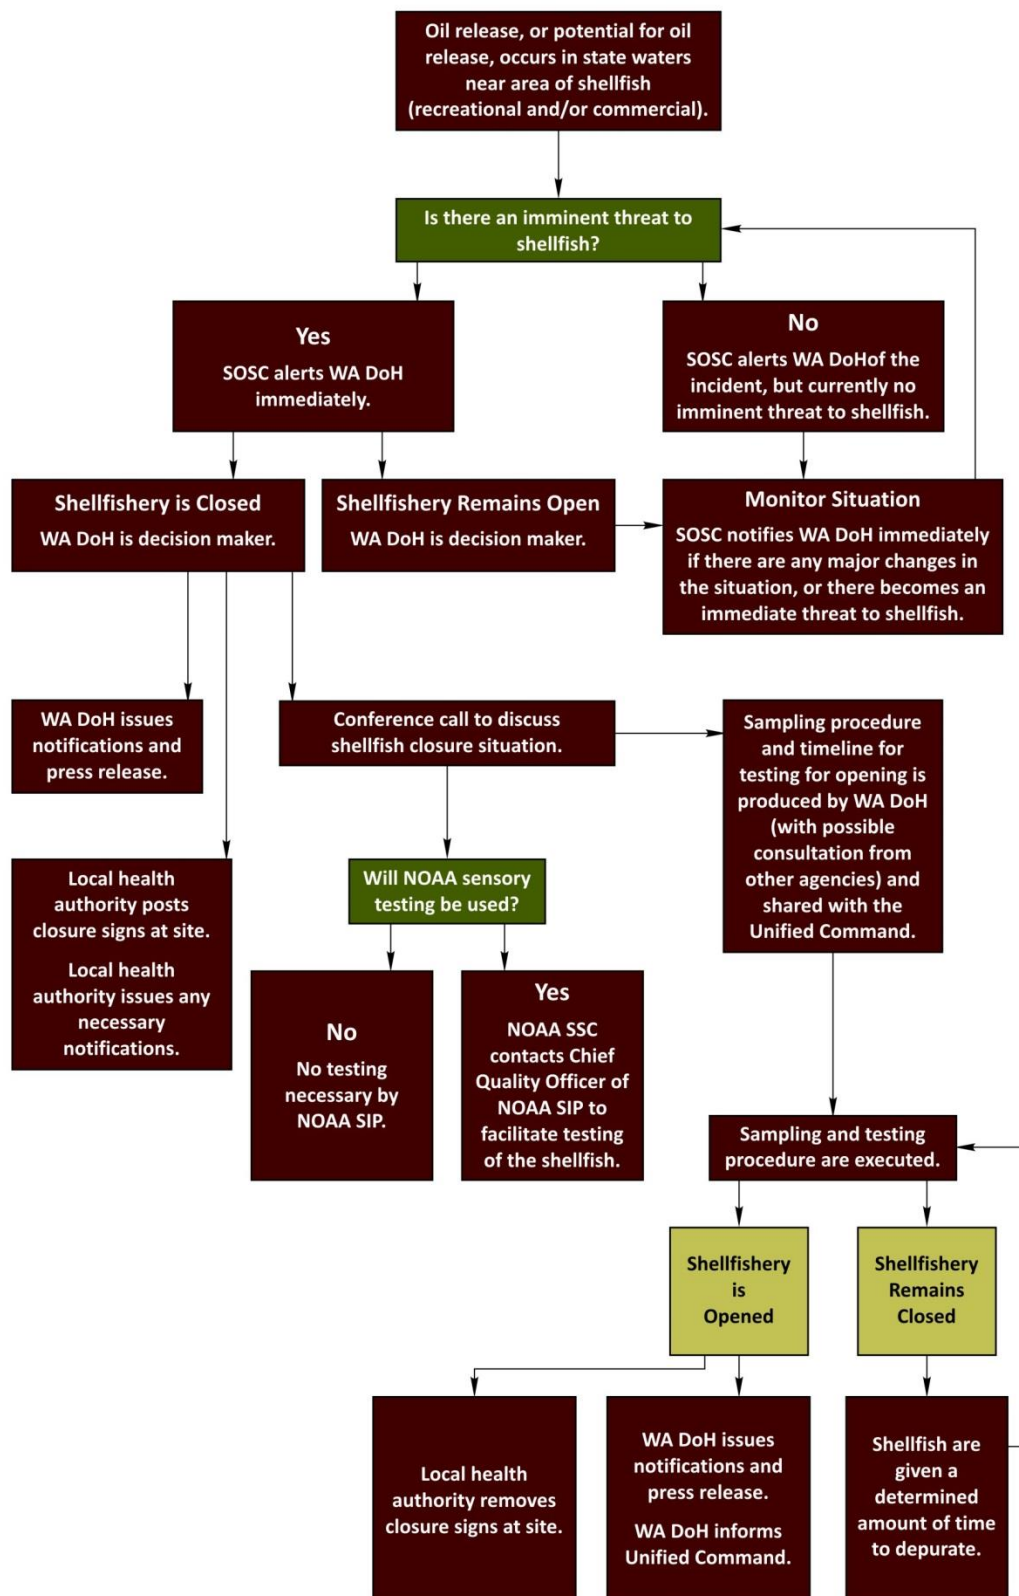 Oil release, or potential for oil
release, occurs in state waters
near area of shellfish
(recreational and/or commercial).
Is there an imminent threat to
shellfish?
Yes
SOSC alerts WA DoH
immediately.
No
SOSC alerts WA DoHof the
incident, but currently no
imminent threat to shellfish.
Shellfishery is Closed
WA DoH is decision maker.
Shellfishery Remains Open
WA DoH is decision maker.
Monitor Situation
SOSC notifies WA DoH immediately
if there are any major changes in
the situation, or there becomes an
immediate threat to shellfish.
WA DoH issues
notifications and
press release.
Conference call to discuss
shellfish closure situation.
Sampling procedure
and timeline for
testing for opening is
produced by WA DoH
(with possible
consultation from
other agencies) and
shared with the
Unified Command.
Local health
authority posts
closure signs at site.
Local health
authority issues any
necessary
notifications.
Will NOAA sensory
testing be used?
No
No testing
necessary by
NOAA SIP.
Yes
NOAA SSC
contacts Chief
Quality Officer of
NOAA SIP to
facilitate testing
of the shellfish.
Sampling and testing
procedure are executed.
Shellfishery
is
Opened
Shellfishery
Remains
Closed
Local health
authority removes
closure signs at site.
WA DoH issues
notifications and
press release.
WA DoH informs
Unified Command.
Shellfish are
given a
determined
amount of time
to depurate.